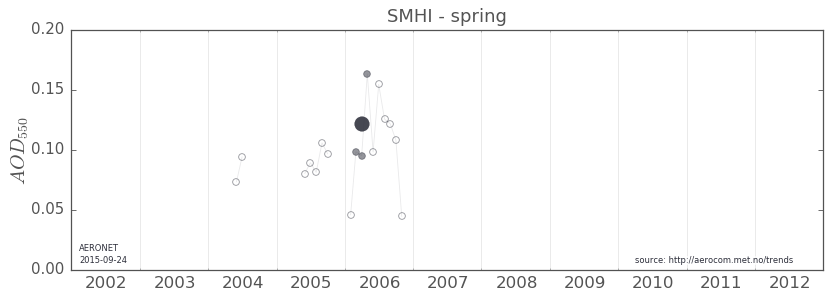 SMHI - spring
0.20
0.15
0.10
0.05
0.00
AOD550
AERONET
2015-09-24
source: http://aerocom.met.no/trends
2002 2003 2004 2005 2006 2007 2008 2009 2010 2011 2012